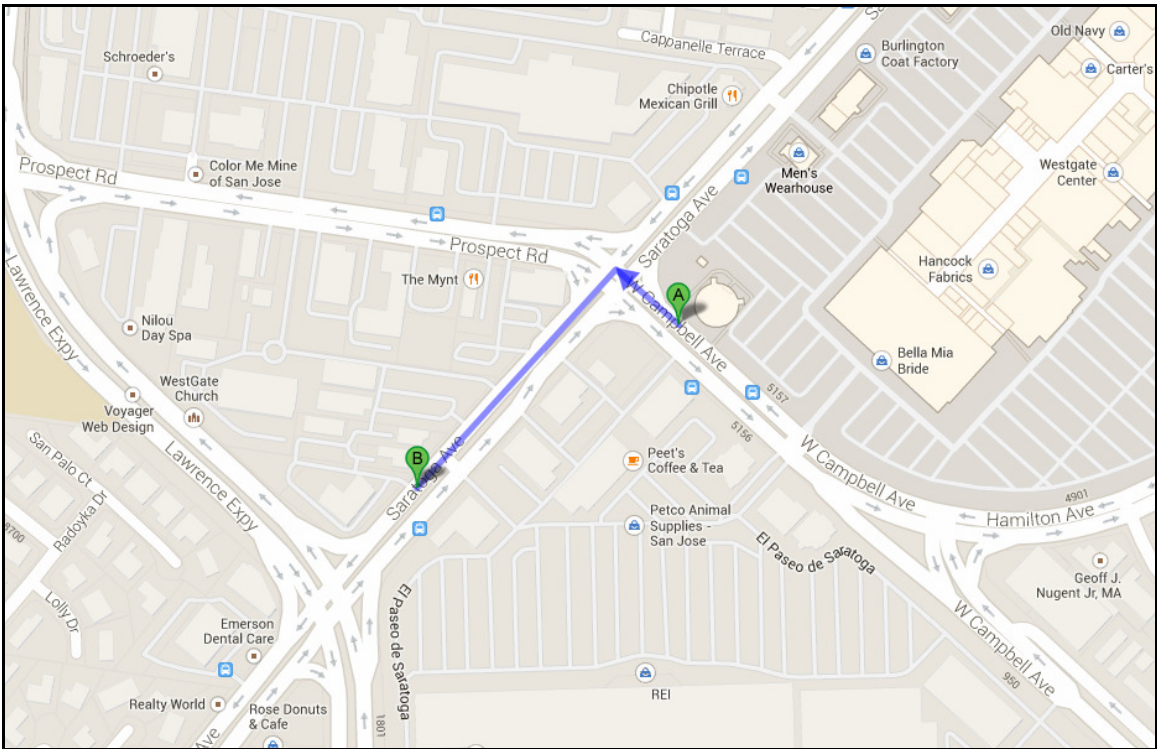 Cappanelle Terrace
Old Navy
Burlington
Coat Factory
Carter's
Schroeder's
Chipotle
Mexican Grill
Prospect Rd
Color Me Mine
of San Jose
Men's
Wearhouse
Westgate
Center
Saratoga Ave
Prospect Rd
The Mynt
Hancock
Fabrics
A
W Campbell Ave
Lawrence Expy
Nilou
Day Spa
Bella Mia
Bride
WestGate
Church
5157
Voyager
Web Design
5156
San Palo Ct
B
Saratoga Ave
Peet's
Coffee & Tea
W Campbell Ave
Lawrence Expy
4901
Hamilton Ave
Radoyka Dr
8700
Petco Animal
Supplies -
San Jose
El Paseo de Saratoga
Geoff J.
Nugent Jr, MA
Lolly Dr
El Paseo de Saratoga
Emerson
Dental Care
W Campbell Ave
950
REI
Realty World
Rose Donuts
& Cafe
1801
Ave